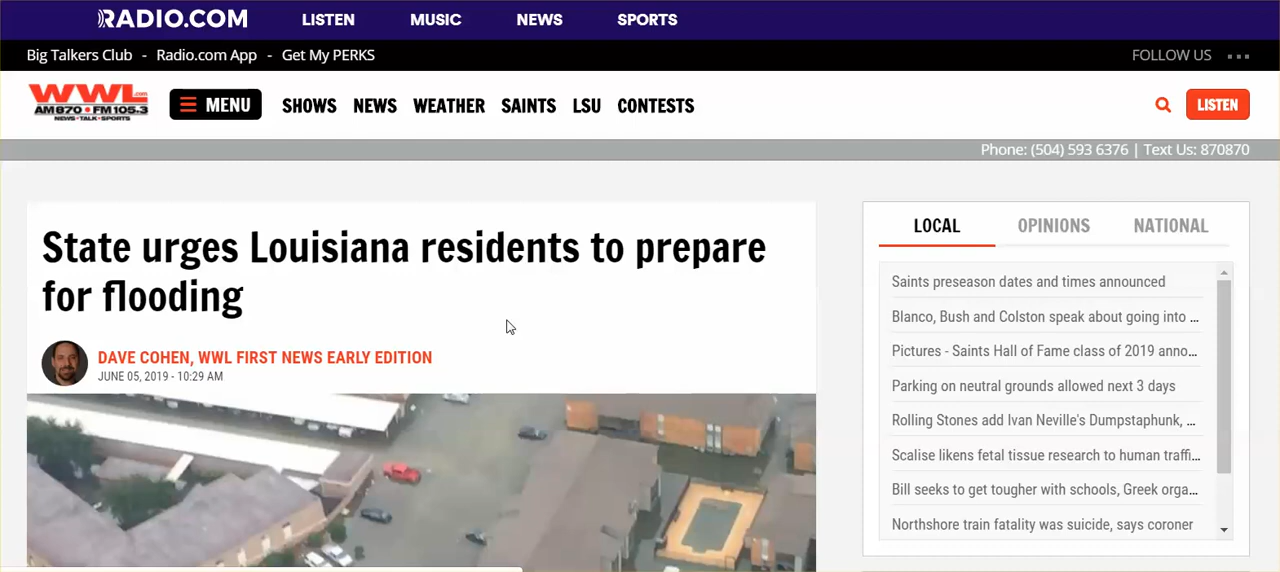 RADIO.COM LISTEN MUSIC NEWS SPORTS
Big Talkers Club - Radio.com App - Get My PERKS FOLLOW US
WWL.com
AM870 • FM105.3
NEWS•TALK•SPORTS
MENU SHOWS NEWS WEATHER SAINTS LSU CONTESTS LISTEN
Phone: (504) 593 6376 | Text Us: 870870
State urges Louisiana residents to prepare
for flooding
DAVE COHEN, WWL FIRST NEWS EARLY EDITION
JUNE 05, 2019 - 10:29 AM
LOCAL OPINIONS NATIONAL
Saints preseason dates and times announced
Blanco, Bush and Colston speak about going into ...
Pictures - Saints Hall of Fame class of 2019 anno...
Parking on neutral grounds allowed next 3 days
Rolling Stones add Ivan Neville's Dumpstaphunk, ...
Scalise likens fetal tissue research to human traffi...
Bill seeks to get tougher with schools, Greek orga...
Northshore train fatality was suicide, says coroner